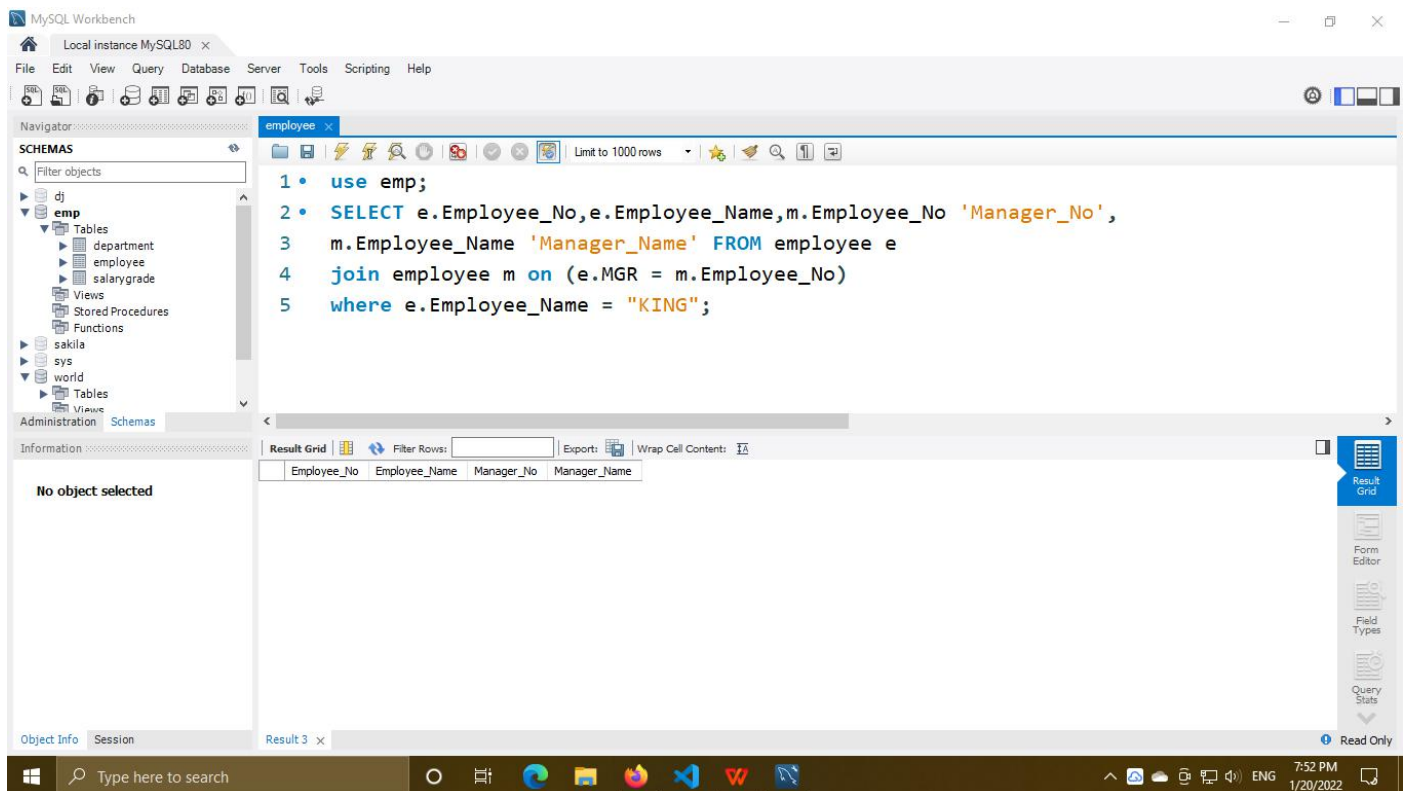 MySQL Workbench
Local instance MySQL80
File Edit View Query Database Server Tools Scripting Help
Navigator
employee
SCHEMAS
Limit to 1000 rows
Filter objects
dj
emp
Tables
department
employee
salarygrade
Views
Stored Procedures
Functions
sakila
sys
world
Tables
Views
Administration Schemas
1 use emp;
2 SELECT e.Employee_No,e.Employee_Name,m.Employee_No 'Manager_No',
3 m.Employee_Name 'Manager_Name' FROM employee e
4 join employee m on (e.MGR = m.Employee_No)
5 where e.Employee_Name = "KING";
Information
No object selected
Result Grid Filter Rows: Export: Wrap Cell Content:
Employee_No Employee_Name Manager_No Manager_Name
Result
Grid
Form
Editor
Field
Types
Query
Stats
Object Info Session
Result 3
Read Only
Type here to search
ENG
7:52 PM
1/20/2022